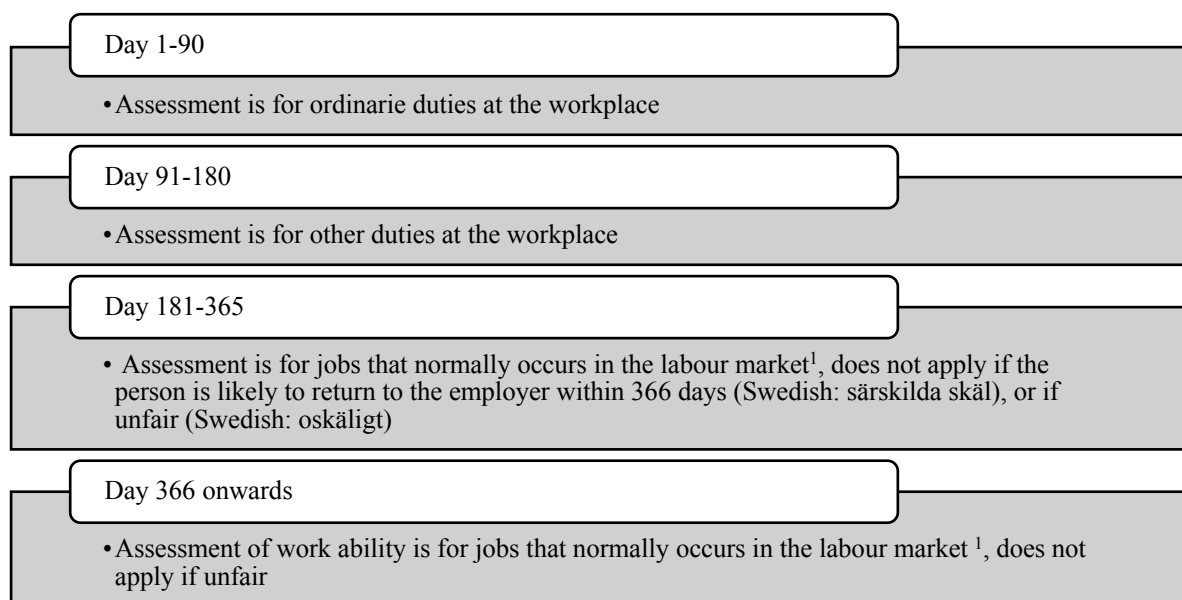 Day 1-90
•Assessment is for ordinarie duties at the workplace
Day 91-180
•Assessment is for other duties at the workplace
Day 181-365
• Assessment is for jobs that normally occurs in the labour market¹, does not apply if the
person is likely to return to the employer within 366 days (Swedish: särskilda skäl), or if
unfair (Swedish: oskäligt)
Day 366 onwards
•Assessment of work ability is for jobs that normally occurs in the labour market ¹, does not
apply if unfair